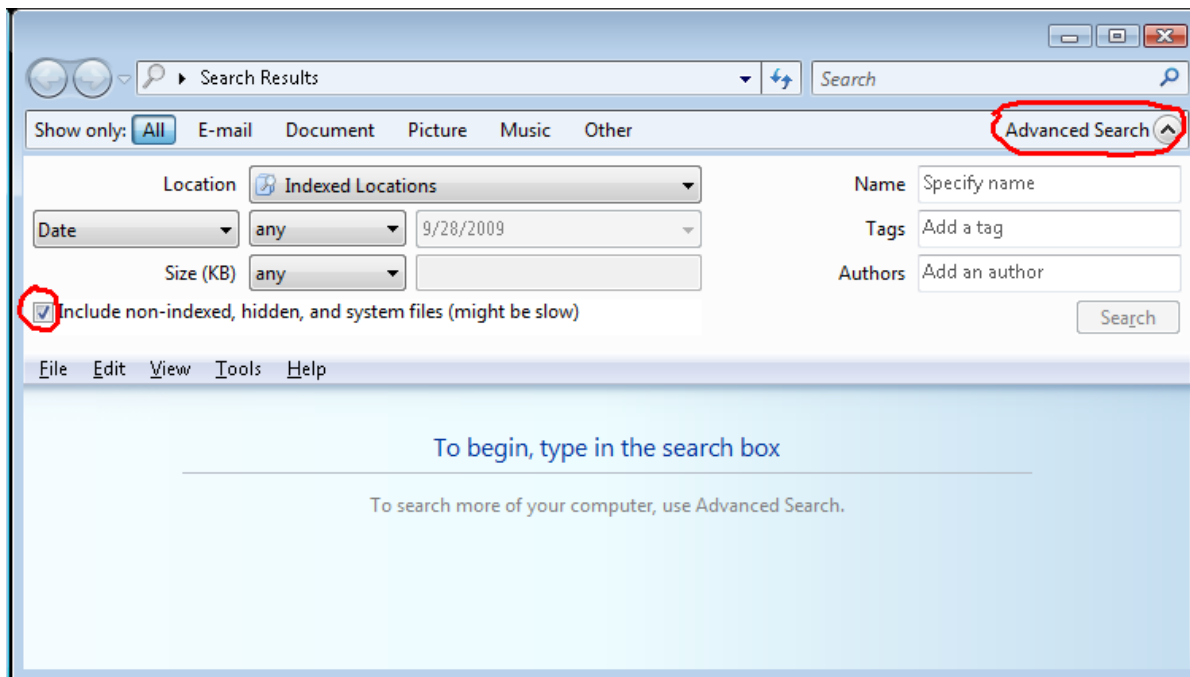 Search Results
Search
Show only: All E-mail Document Picture Music Other Advanced Search
Location Indexed Locations Name Specify name
Date any 9/28/2009 Tags Add a tag
Size (KB) any Authors Add an author
Include non-indexed, hidden, and system files (might be slow) Search
File Edit View Tools Help
To begin, type in the search box
To search more of your computer, use Advanced Search.